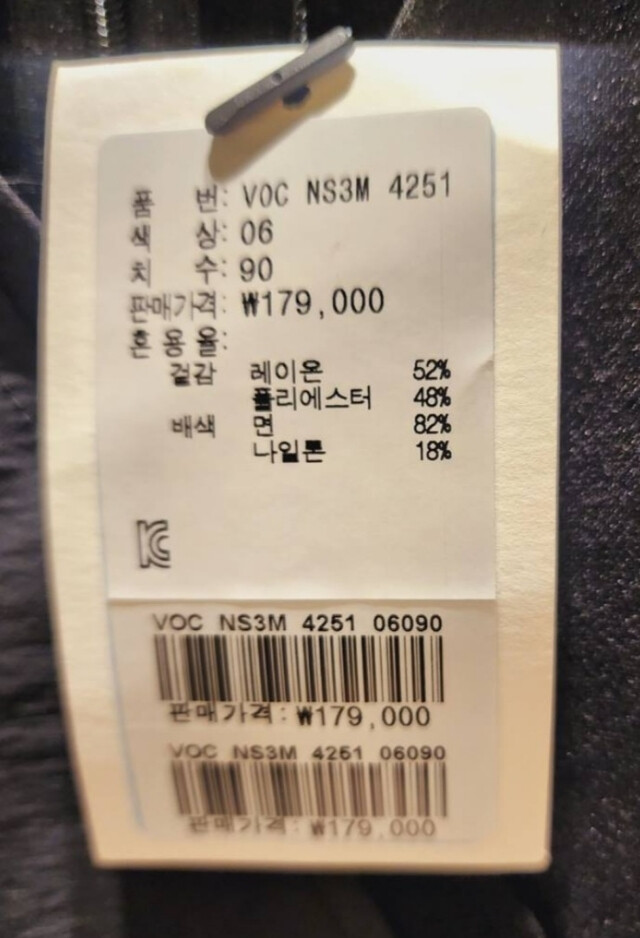 품 번: VOC NS3M 4251
색 상: 06
치 수: 90
판매가격: ₩179,000
혼 용 율:
겉감 레이온 52%
폴리에스터 48%
배색 면 82%
나일론 18%
KC
VOC NS3M 4251 06090
판매가격: ₩179,000
VOC NS3M 4251 06090
판매가격: ₩179,000